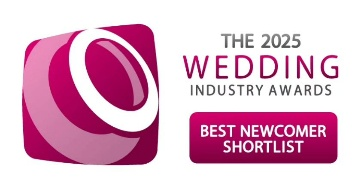 THE 2025
WEDDING
INDUSTRY AWARDS
BEST NEWCOMER
SHORTLIST